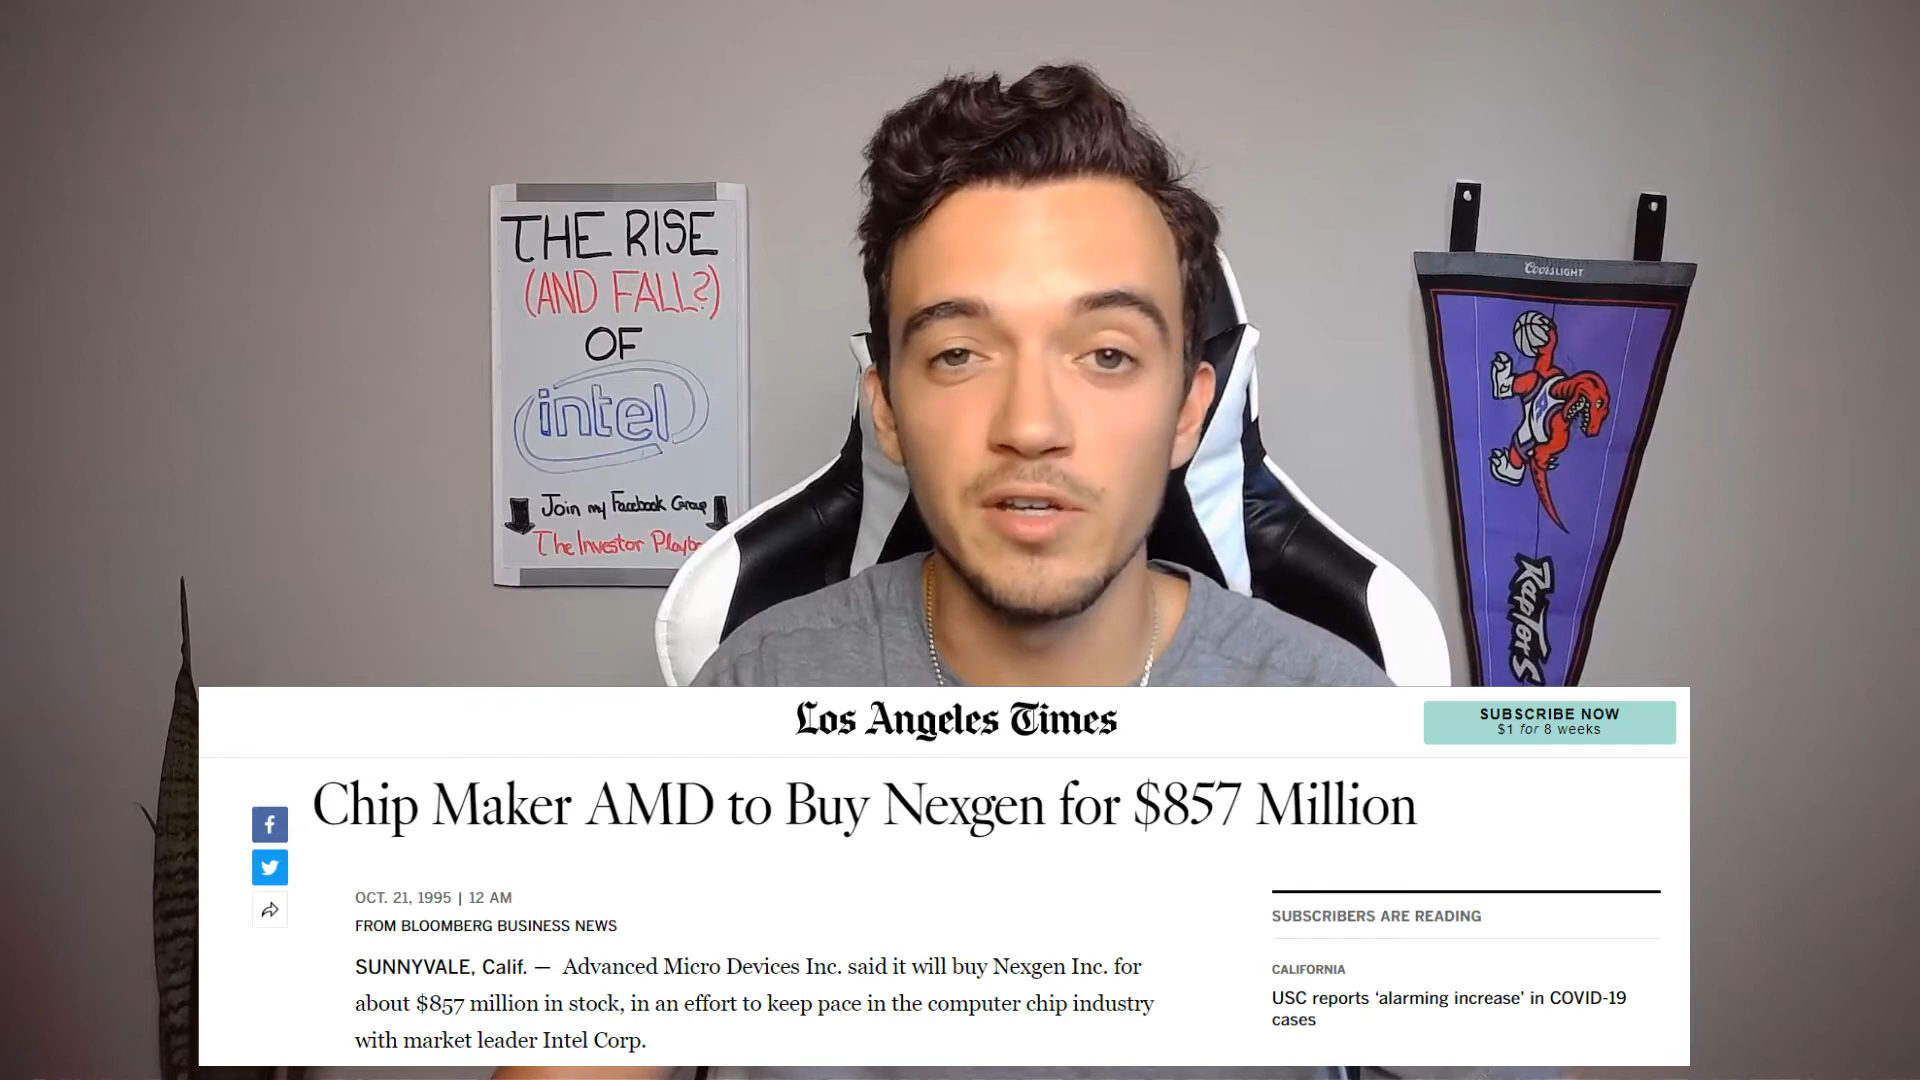 THE RISE
(AND FALL?)
OF
intel
Join my Facebook Group
The Investor Playbo
Coors LIGHT
RAPTORS
Los Angeles Times
SUBSCRIBE NOW
$1 for 8 weeks
Chip Maker AMD to Buy Nexgen for $857 Million
OCT. 21, 1995 | 12 AM
FROM BLOOMBERG BUSINESS NEWS
SUNNYVALE, Calif. — Advanced Micro Devices Inc. said it will buy Nexgen Inc. for
about $857 million in stock, in an effort to keep pace in the computer chip industry
with market leader Intel Corp.
SUBSCRIBERS ARE READING
CALIFORNIA
USC reports ‘alarming increase’ in COVID-19
cases